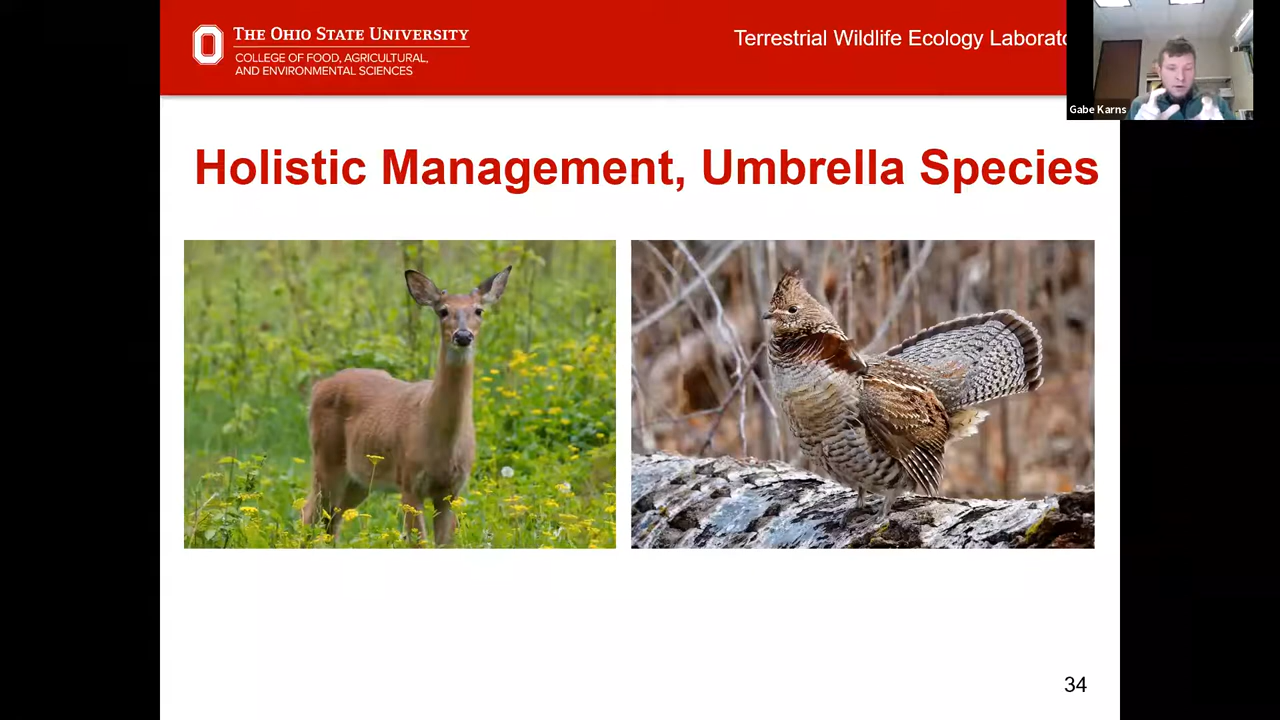 THE OHIO STATE UNIVERSITY
COLLEGE OF FOOD, AGRICULTURAL,
AND ENVIRONMENTAL SCIENCES
Terrestrial Wildlife Ecology
Gabe Karns
Holistic Management, Umbrella Species
34